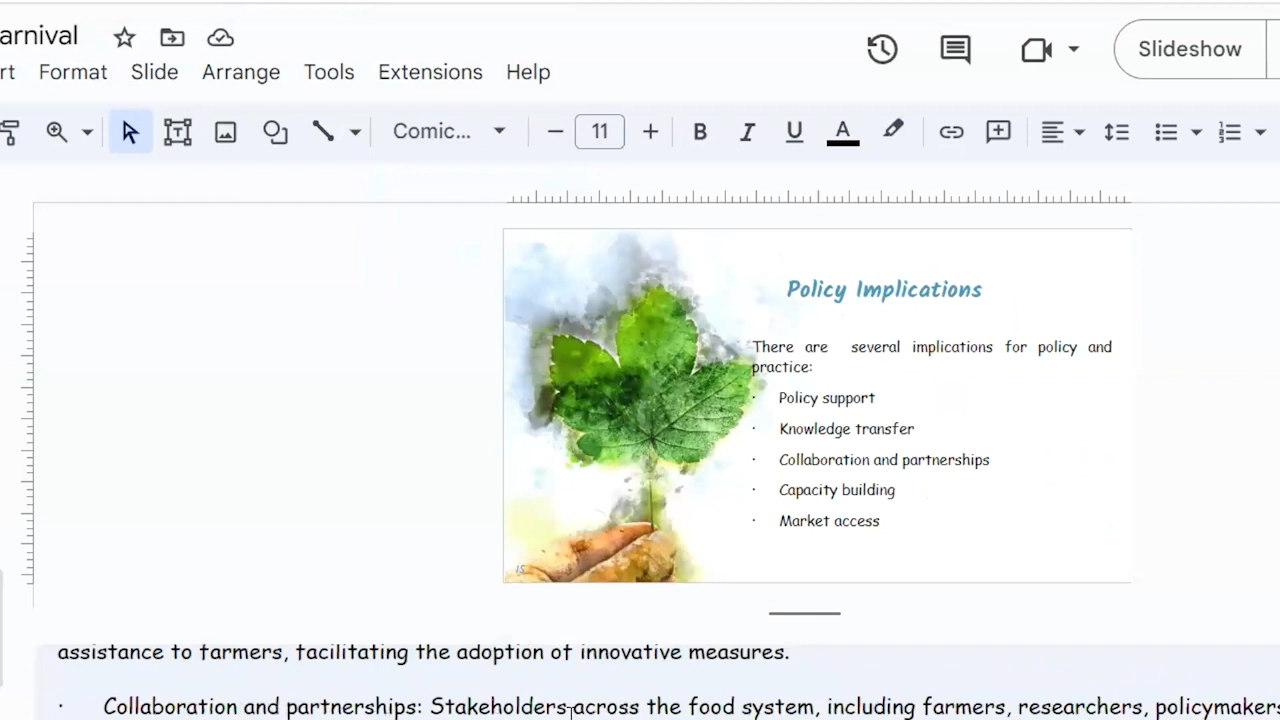 arnival
rt Format Slide Arrange Tools Extensions Help
Slideshow
Comic... 11 B I U A
Policy Implications
There are several implications for policy and
practice:
· Policy support
· Knowledge transfer
· Collaboration and partnerships
· Capacity building
· Market access
15
assistance to farmers, facilitating the adoption of innovative measures.
· Collaboration and partnerships: Stakeholders across the food system, including farmers, researchers, policymakers